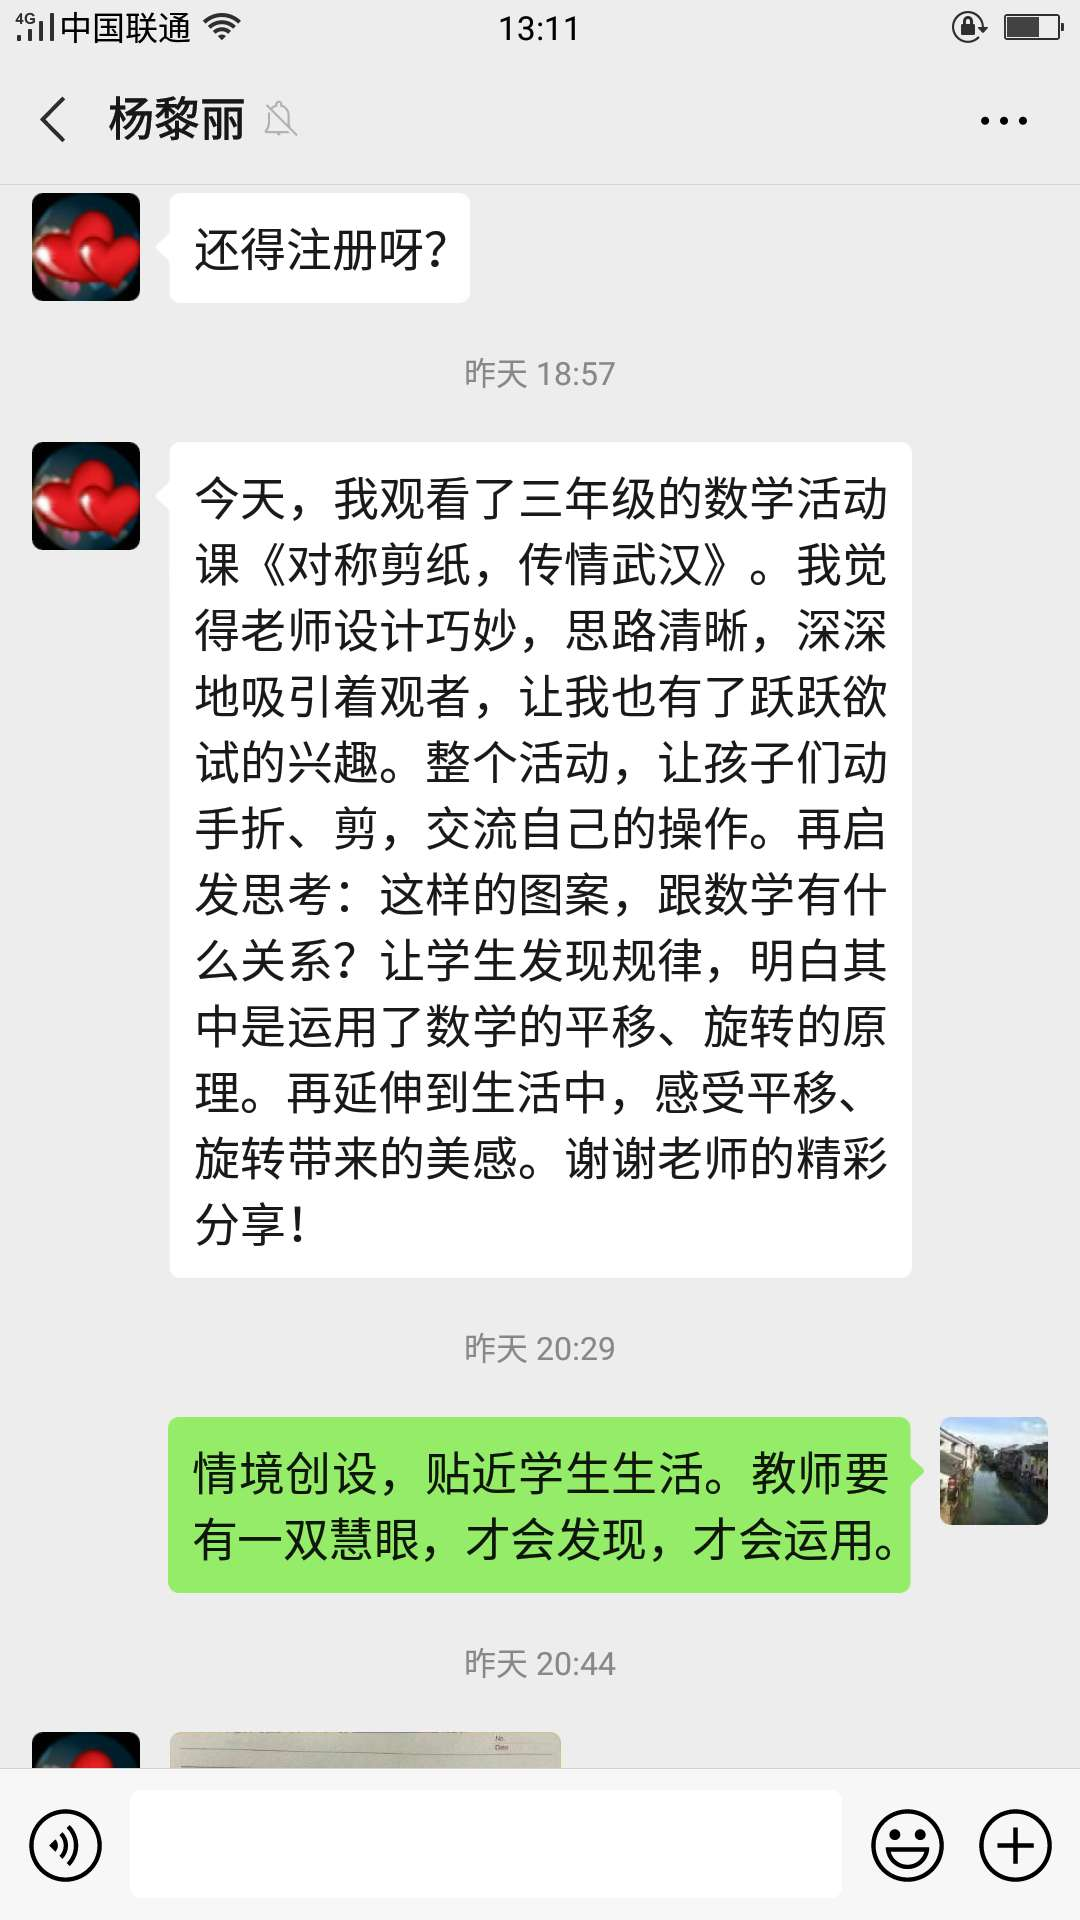 4G 中国联通 13:11
杨黎丽
还得注册呀？
昨天 18:57
今天，我观看了三年级的数学活动
课《对称剪纸，传情武汉》。我觉
得老师设计巧妙，思路清晰，深深
地吸引着观者，让我也有了跃跃欲
试的兴趣。整个活动，让孩子们动
手折、剪，交流自己的操作。再启
发思考：这样的图案，跟数学有什
么关系？让学生发现规律，明白其
中是运用了数学的平移、旋转的原
理。再延伸到生活中，感受平移、
旋转带来的美感。谢谢老师的精彩
分享！
昨天 20:29
情境创设，贴近学生生活。教师要
有一双慧眼，才会发现，才会运用。
昨天 20:44
No.
Date